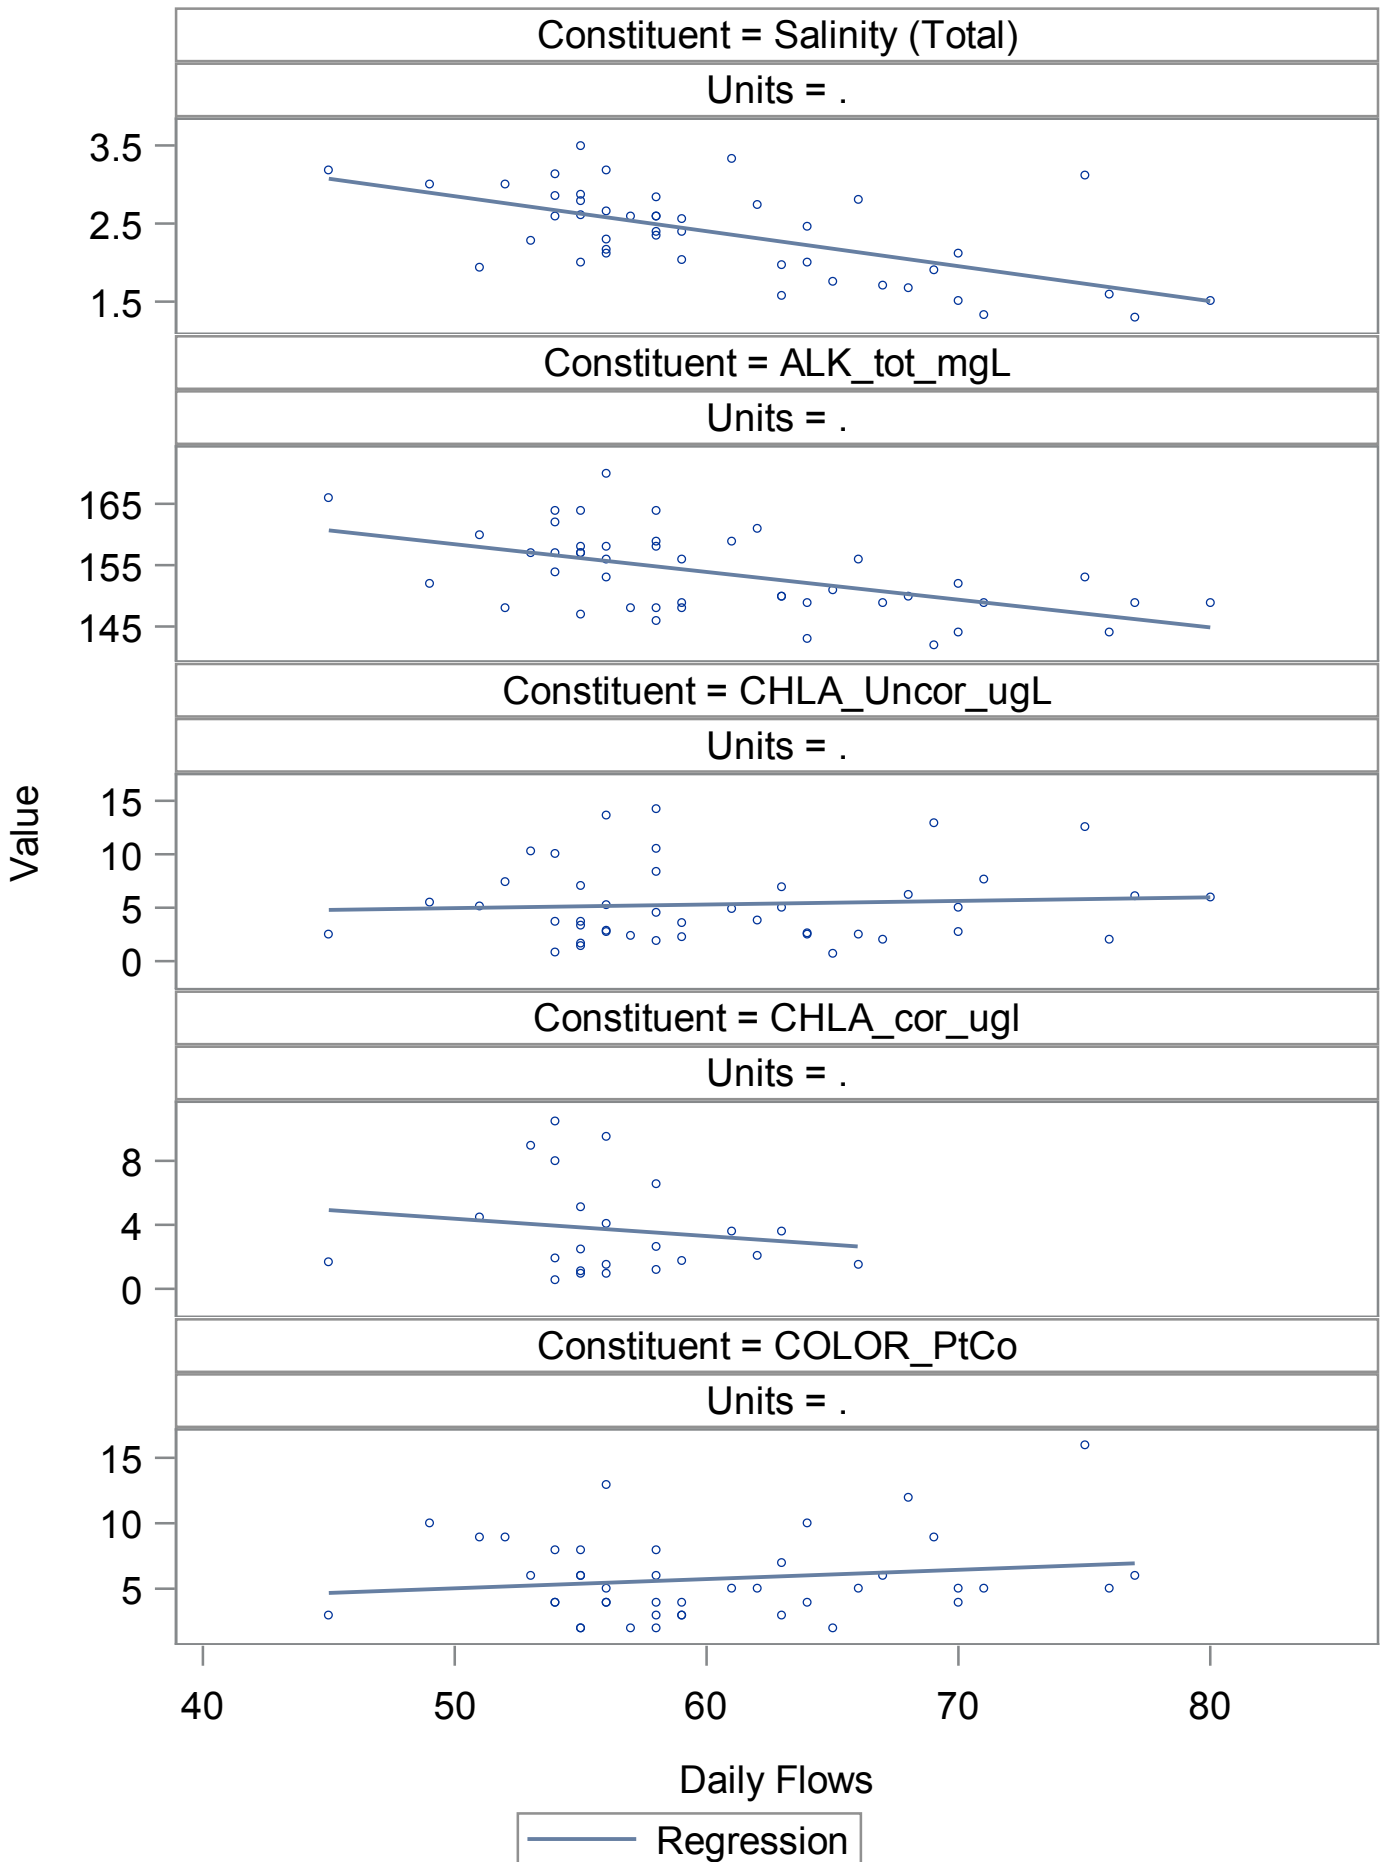 Constituent = Salinity (Total)
Units = .
3.5
2.5
1.5
Constituent = ALK_tot_mgL
Units = .
165
155
145
Constituent = CHLA_Uncor_ugL
Units = .
15
10
5
0
Value
Constituent = CHLA_cor_ugl
Units = .
8
4
0
Constituent = COLOR_PtCo
Units = .
15
10
5
40 50 60 70 80
Daily Flows
Regression